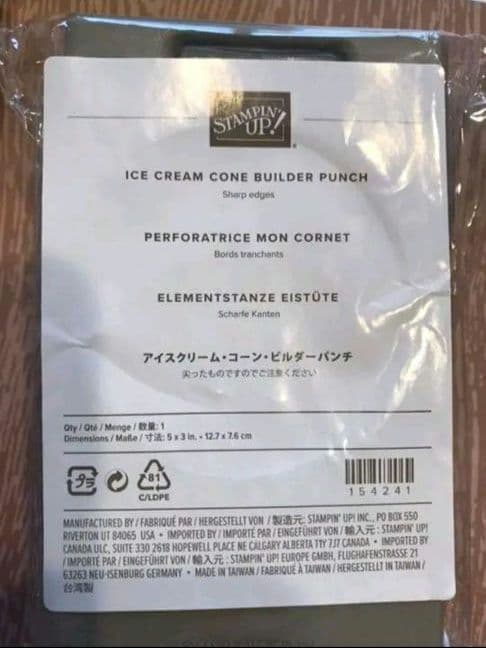 STAMPIN' UP!
ICE CREAM CONE BUILDER PUNCH
Sharp edges
PERFORATRICE MON CORNET
Bords tranchants
ELEMENTSTANZE EISTÜTE
Scharfe Kanten
アイスクリーム・コーン・ビルダーパンチ
尖ったものですのでご注意ください
Qty / Qté / Menge / 数量: 1
Dimensions / Maße / 寸法: 5 x 3 in. • 12.7 x 7.6 cm
プラ
81
C/LDPE
154241
MANUFACTURED BY / FABRIQUÉ PAR / HERGESTELLT VON / 製造元: STAMPIN' UP! INC., PO BOX 550
RIVERTON UT 84065 USA • IMPORTED BY / IMPORTÉ PAR / EINGEFÜHRT VON / 輸入元 : STAMPIN' UP!
CANADA ULC, SUITE 330 2618 HOPEWELL PLACE NE CALGARY ALBERTA T1Y 7J7 CANADA • IMPORTED BY
/ IMPORTÉ PAR / EINGEFÜHRT VON / 輸入元 : STAMPIN' UP! EUROPE GMBH, FLUGHAFENSTRASSE 21
63263 NEU-ISENBURG GERMANY • MADE IN TAIWAN / FABRIQUÉ À TAIWAN / HERGESTELLT IN TAIWAN /
台湾製